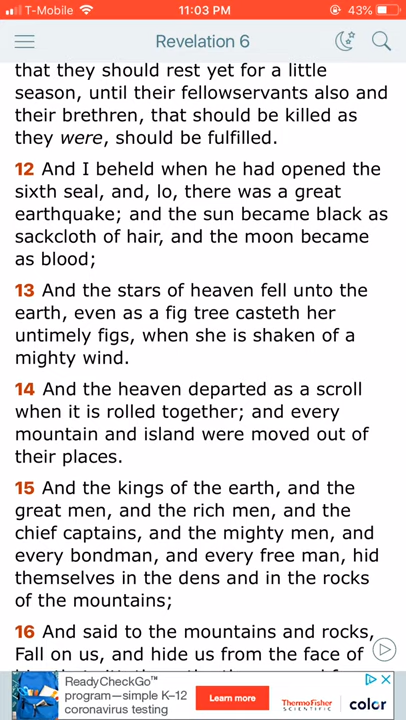 T-Mobile 11:03 PM 43%
Revelation 6
that they should rest yet for a little
season, until their fellowservants also and
their brethren, that should be killed as
they were, should be fulfilled.
12 And I beheld when he had opened the
sixth seal, and, lo, there was a great
earthquake; and the sun became black as
sackcloth of hair, and the moon became
as blood;
13 And the stars of heaven fell unto the
earth, even as a fig tree casteth her
untimely figs, when she is shaken of a
mighty wind.
14 And the heaven departed as a scroll
when it is rolled together; and every
mountain and island were moved out of
their places.
15 And the kings of the earth, and the
great men, and the rich men, and the
chief captains, and the mighty men, and
every bondman, and every free man, hid
themselves in the dens and in the rocks
of the mountains;
16 And said to the mountains and rocks,
Fall on us, and hide us from the face of
ReadyCheckGo™
program—simple K–12
coronavirus testing
Learn more
ThermoFisher
SCIENTIFIC
color